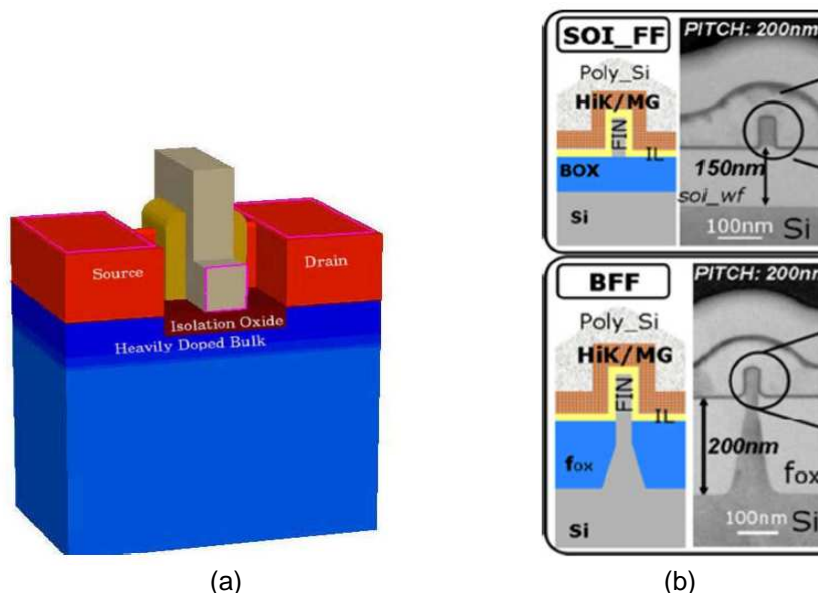 Source
Drain
Isolation Oxide
Heavily Doped Bulk
(a)
SOI_FF
Poly_Si
HiK/MG
FIN
IL
BOX
Si
PITCH: 200nm
150nm
soi_wf
100nm
Si
BFF
Poly_Si
HiK/MG
FIN
IL
fox
Si
PITCH: 200nm
200nm
fox
100nm
Si
(b)